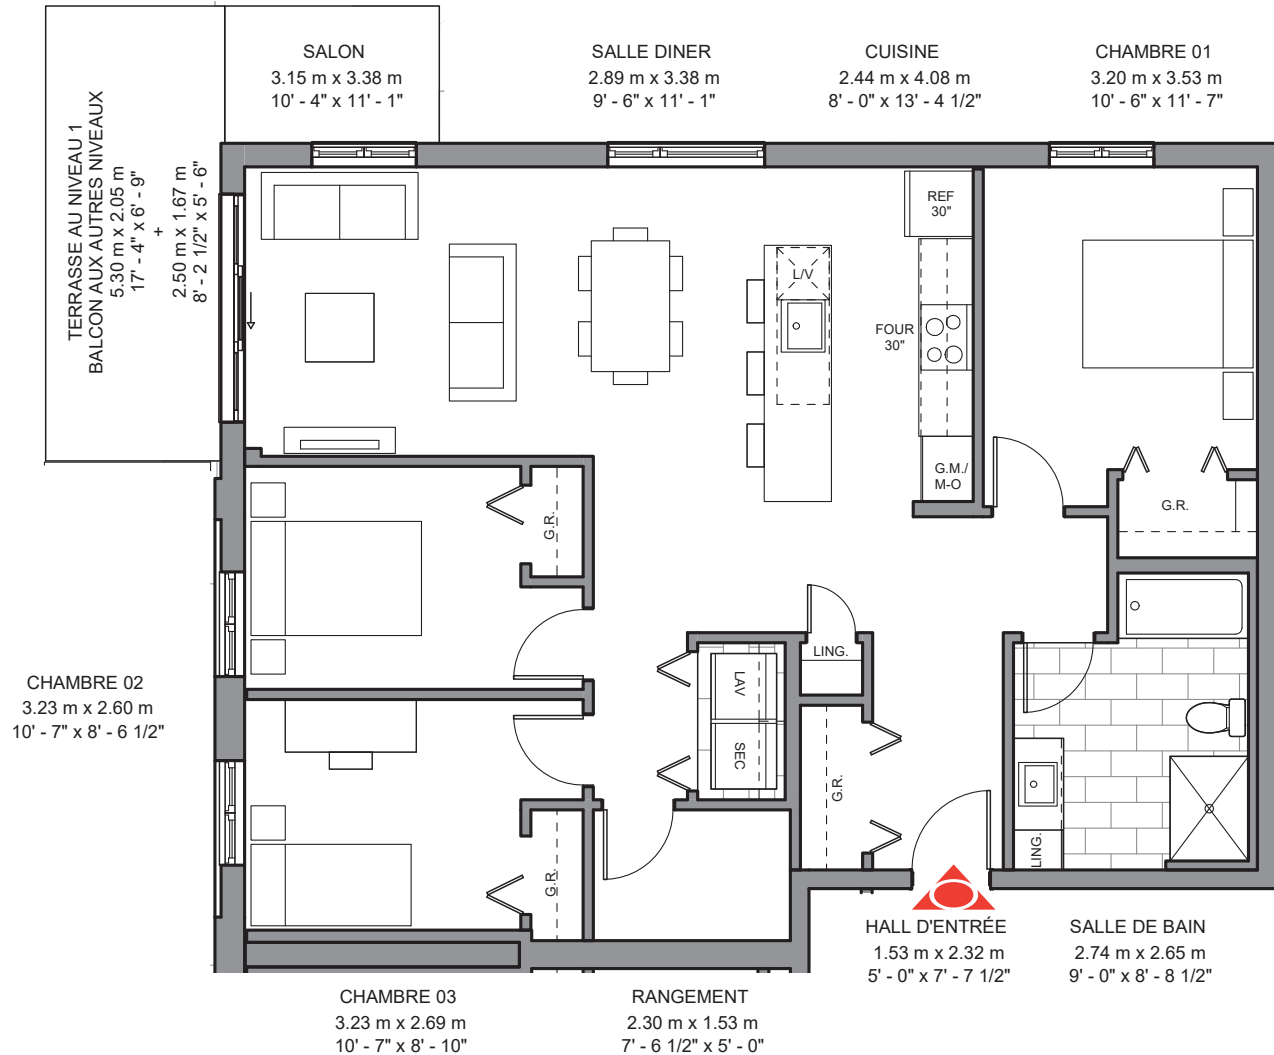 SALON
3.15 m x 3.38 m
10' - 4" x 11' - 1"
SALLE DINER
2.89 m x 3.38 m
9' - 6" x 11' - 1"
CUISINE
2.44 m x 4.08 m
8' - 0" x 13' - 4 1/2"
CHAMBRE 01
3.20 m x 3.53 m
10' - 6" x 11' - 7"
TERRASSE AU NIVEAU 1
BALCON AUX AUTRES NIVEAUX
5.30 m x 2.05 m
17' - 4" x 6' - 9"
+
2.50 m x 1.67 m
8' - 2 1/2" x 5' - 6"
REF
30"
L/V
FOUR
30"
G.M./
M-O
G.R.
G.R.
LING.
LAV
SEC
G.R.
G.R.
LING.
CHAMBRE 02
3.23 m x 2.60 m
10' - 7" x 8' - 6 1/2"
HALL D'ENTRÉE
1.53 m x 2.32 m
5' - 0" x 7' - 7 1/2"
SALLE DE BAIN
2.74 m x 2.65 m
9' - 0" x 8' - 8 1/2"
CHAMBRE 03
3.23 m x 2.69 m
10' - 7" x 8' - 10"
RANGEMENT
2.30 m x 1.53 m
7' - 6 1/2" x 5' - 0"